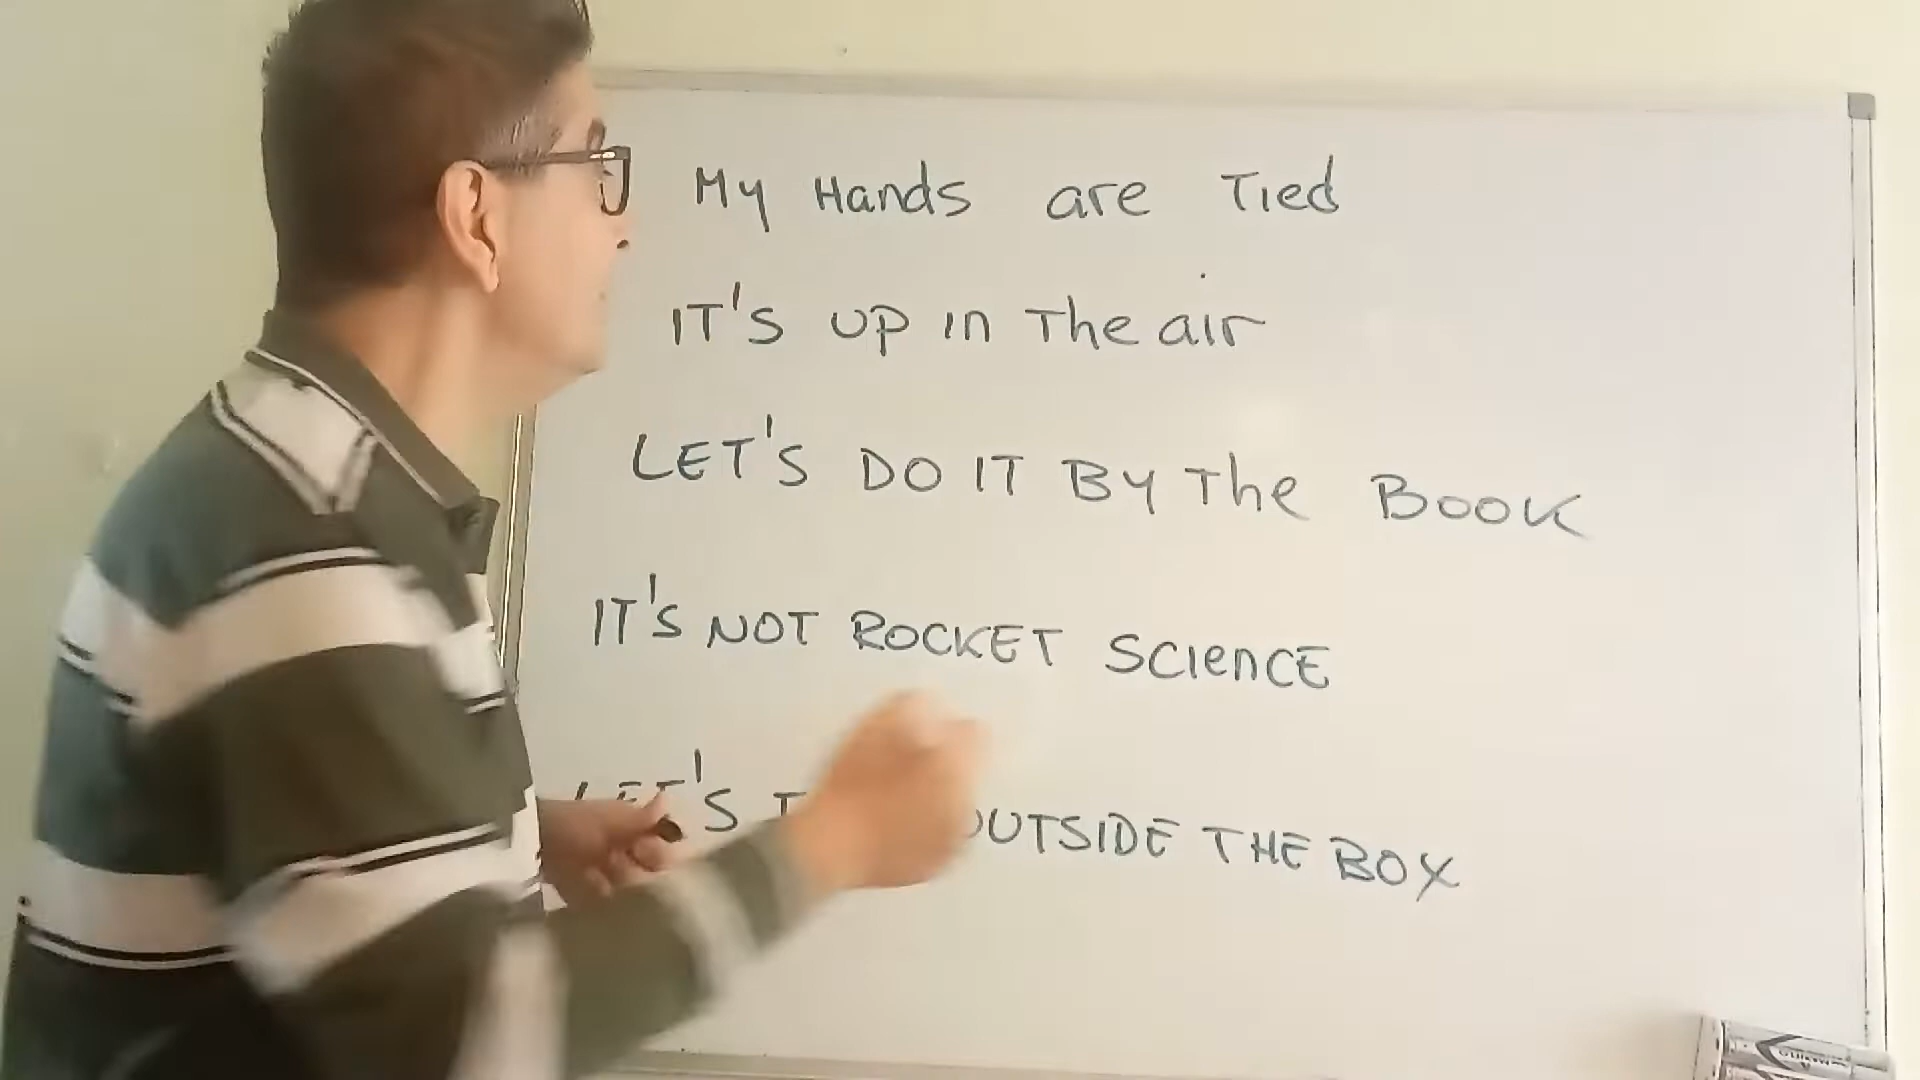 My Hands are Tied
IT'S UP in The air
LET'S DO IT BY The BOOK
IT'S NOT ROCKET SCIENCE
LET'S OUTSIDE THE BOX